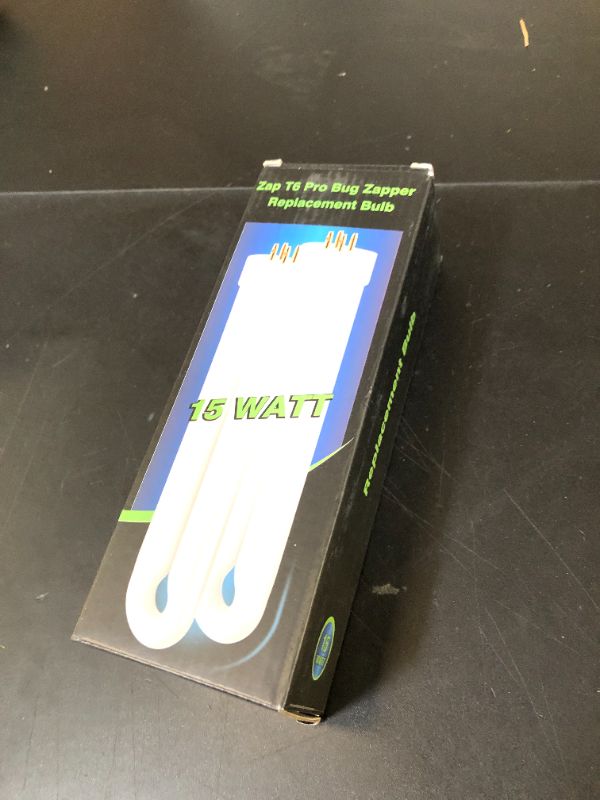 Zap T6 Pro Bug Zapper
Replacement Bulb
15 WATT
Replacement Bulb